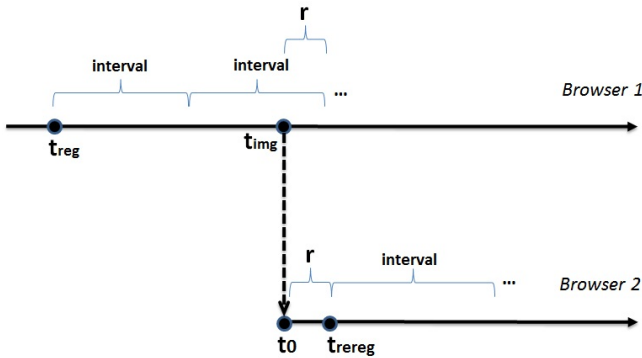 r
interval interval ... Browser 1
treg timg
r interval ... Browser 2
t0 trereg